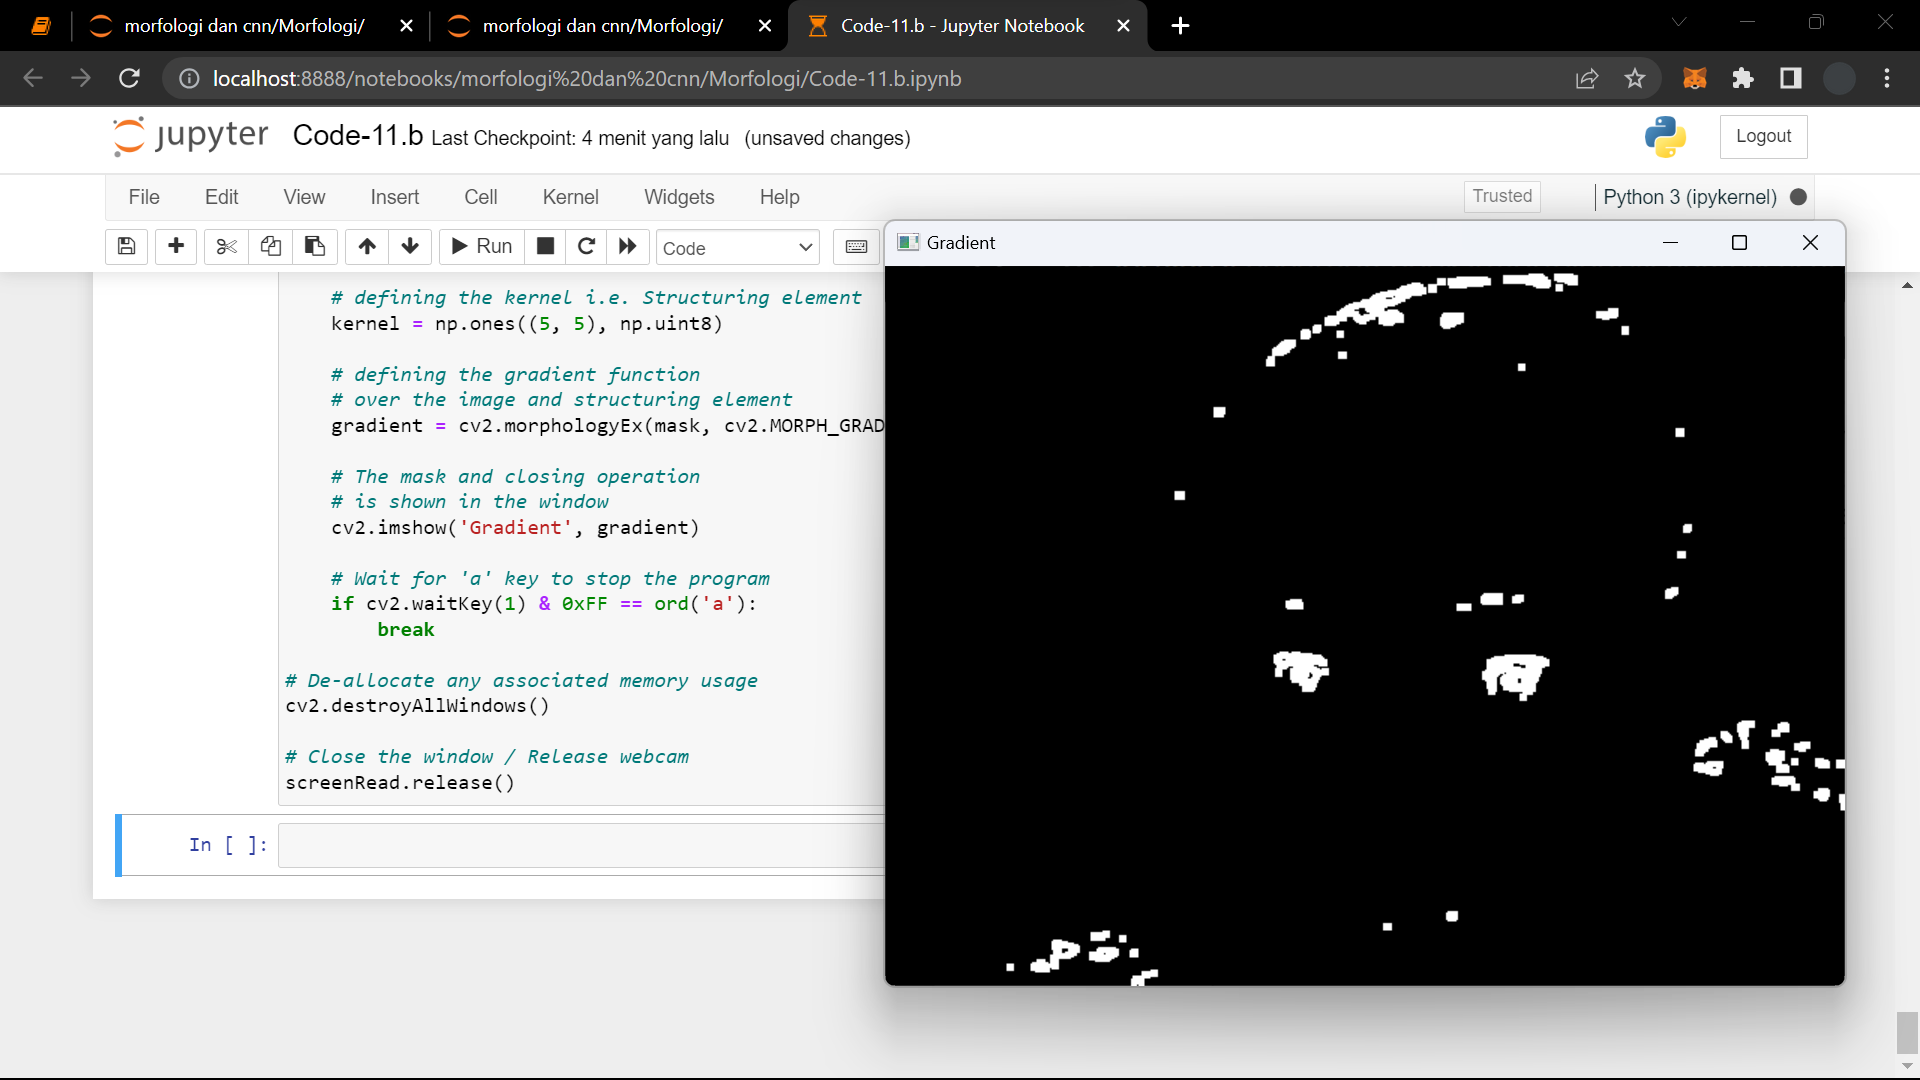 morfologi dan cnn/Morfologi/
morfologi dan cnn/Morfologi/
Code-11.b - Jupyter Notebook
localhost:8888/notebooks/morfologi%20dan%20cnn/Morfologi/Code-11.b.ipynb
jupyter Code-11.b Last Checkpoint: 4 menit yang lalu (unsaved changes)
Logout
File Edit View Insert Cell Kernel Widgets Help
Trusted
Python 3 (ipykernel)
Run
Code
Gradient
# defining the kernel i.e. Structuring element
kernel = np.ones((5, 5), np.uint8)
# defining the gradient function
# over the image and structuring element
gradient = cv2.morphologyEx(mask, cv2.MORPH_GRAD
# The mask and closing operation
# is shown in the window
cv2.imshow('Gradient', gradient)
# Wait for 'a' key to stop the program
if cv2.waitKey(1) & 0xFF == ord('a'):
break
# De-allocate any associated memory usage
cv2.destroyAllWindows()
# Close the window / Release webcam
screenRead.release()
In [ ]: